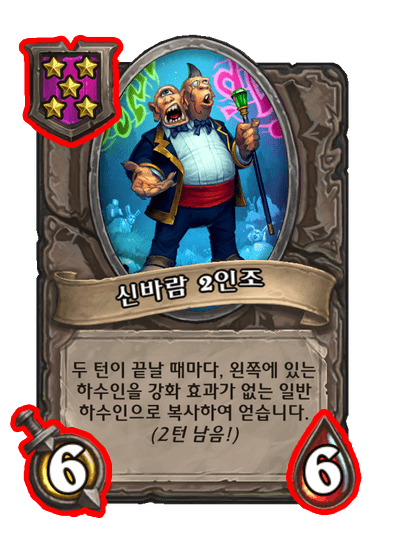 신바람 2인조
두 턴이 끝날 때마다, 왼쪽에 있는
하수인을 강화 효과가 없는 일반
하수인으로 복사하여 얻습니다.
(2턴 남음!)
6
6